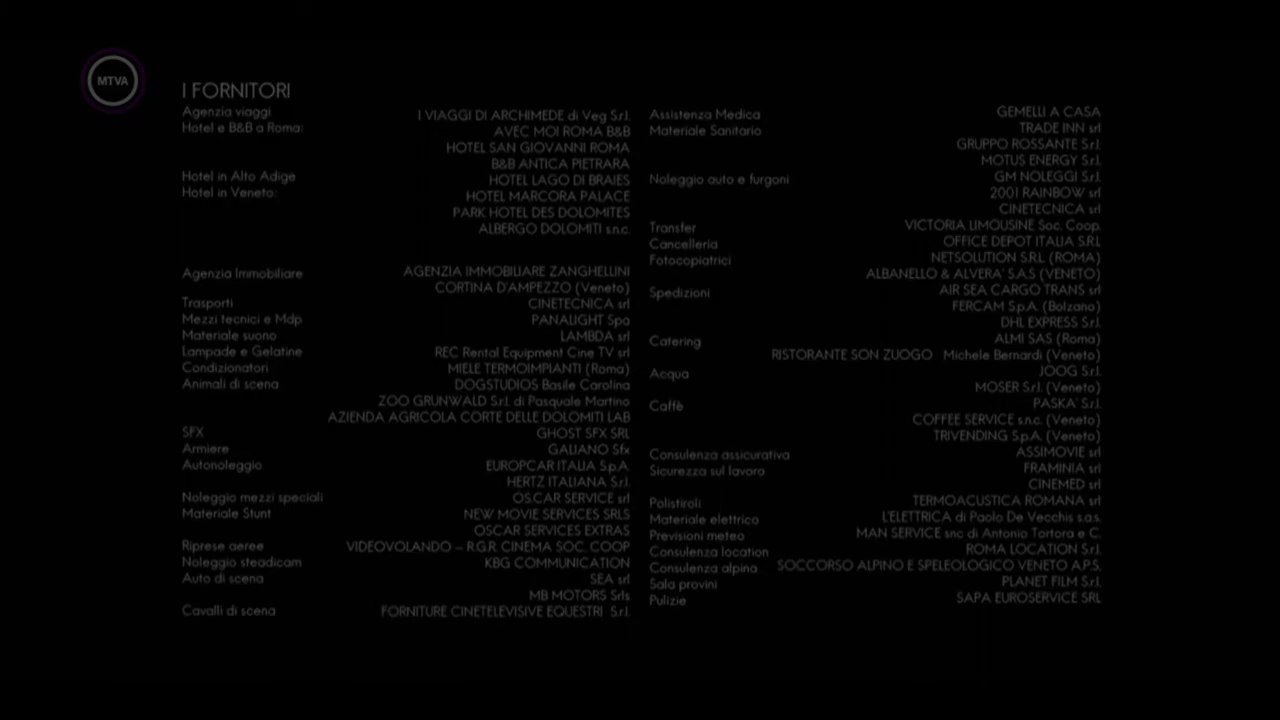 MTVA
I FORNITORI
Agenzia viaggi I VIAGGI DI ARCHIMEDE di Veg S.r.l.
Hotel e B&B a Roma: AVEC MOI ROMA B&B
HOTEL SAN GIOVANNI ROMA
B&B ANTICA PIETRARA
Hotel in Alto Adige HOTEL LAGO DI BRAIES
Hotel in Veneto: HOTEL MARCORA PALACE
PARK HOTEL DES DOLOMITES
ALBERGO DOLOMITI s.n.c.
Agenzia Immobiliare AGENZIA IMMOBILIARE ZANGHELLINI
CORTINA D'AMPEZZO (Veneto)
Trasporti CINETECNICA srl
Mezzi tecnici e Mdp PANALIGHT Spa
Materiale suono LAMBDA srl
Lampade e Gelatine REC Rental Equipment Cine TV srl
Condizionatori MIELE TERMOIMPIANTI (Roma)
Animali di scena DOGSTUDIOS Basile Carolina
ZOO GRUNWALD S.r.l. di Pasquale Martino
AZIENDA AGRICOLA CORTE DELLE DOLOMITI LAB
SFX GHOST SFX SRL
Armiere GALIANO Sfx
Autonoleggio EUROPCAR ITALIA S.p.A.
HERTZ ITALIANA S.r.l.
Noleggio mezzi speciali OS.CAR SERVICE srl
Materiale Stunt NEW MOVIE SERVICES SRLS
OSCAR SERVICES EXTRAS
Riprese aeree VIDEOVOLANDO – R.G.R CINEMA SOC. COOP
Noleggio steadicam KBG COMMUNICATION
Auto di scena SEA srl
MB MOTORS Srls
Cavalli di scena FORNITURE CINETELEVISIVE EQUESTRI S.r.l.
Assistenza Medica GEMELLI A CASA
Materiale Sanitario TRADE INN srl
GRUPPO ROSSANTE S.r.l.
MOTUS ENERGY S.r.l.
Noleggio auto e furgoni GM NOLEGGI S.r.l.
2001 RAINBOW srl
CINETECNICA srl
Transfer VICTORIA LIMOUSINE Soc. Coop.
Cancelleria OFFICE DEPOT ITALIA S.R.L
Fotocopiatrici NETSOLUTION S.R.L (ROMA)
ALBANELLO & ALVERA' S.A.S (VENETO)
Spedizioni AIR SEA CARGO TRANS srl
FERCAM S.p.A. (Bolzano)
DHL EXPRESS S.r.l.
Catering ALMI SAS (Roma)
RISTORANTE SON ZUOGO Michele Bernardi (Veneto)
Acqua JOOG S.r.l.
MOSER S.r.l. (Veneto)
Caffè PASKA' S.r.l.
COFFEE SERVICE s.n.c. (Veneto)
TRIVENDING S.p.A. (Veneto)
Consulenza assicurativa ASSIMOVIE srl
Sicurezza sul lavoro FRAMINIA srl
CINEMED srl
Polistiroli TERMOACUSTICA ROMANA srl
Materiale elettrico L'ELETTRICA di Paolo De Vecchis s.a.s.
Previsioni meteo MAN SERVICE snc di Antonio Tortora e C.
Consulenza location ROMA LOCATION S.r.l.
Consulenza alpina SOCCORSO ALPINO E SPELEOLOGICO VENETO A.P.S.
Sala provini PLANET FILM S.r.l.
Pulizie SAPA EUROSERVICE SRL